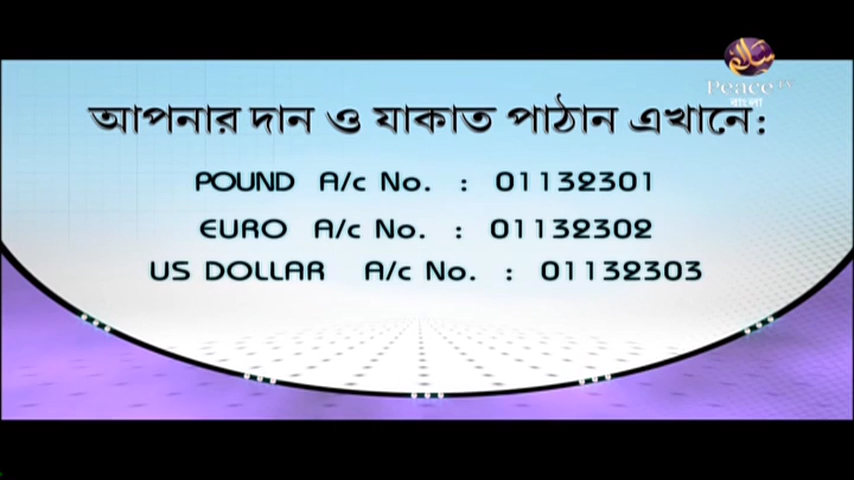 Peace TV
বাংলা
আপনার দান ও যাকাত পাঠান এখানে:
POUND A/c No. : 01132301
EURO A/c No. : 01132302
US DOLLAR A/c No. : 01132303